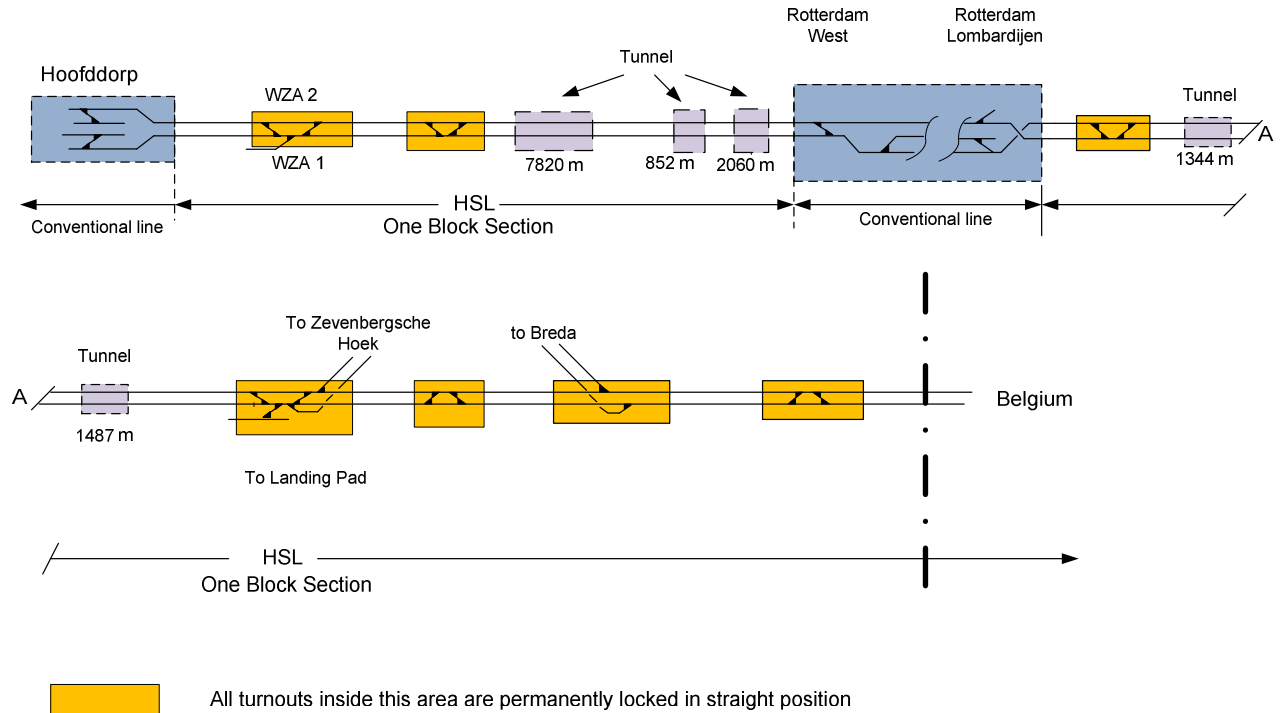 Rotterdam
West
Rotterdam
Lombardijen
Tunnel
Hoofddorp
WZA 2
Tunnel
A
WZA 1
7820 m
852 m
2060 m
1344 m
HSL
One Block Section
Conventional line
Conventional line
To Zevenbergsche
Hoek
to Breda
Tunnel
A
Belgium
1487 m
To Landing Pad
HSL
One Block Section
All turnouts inside this area are permanently locked in straight position